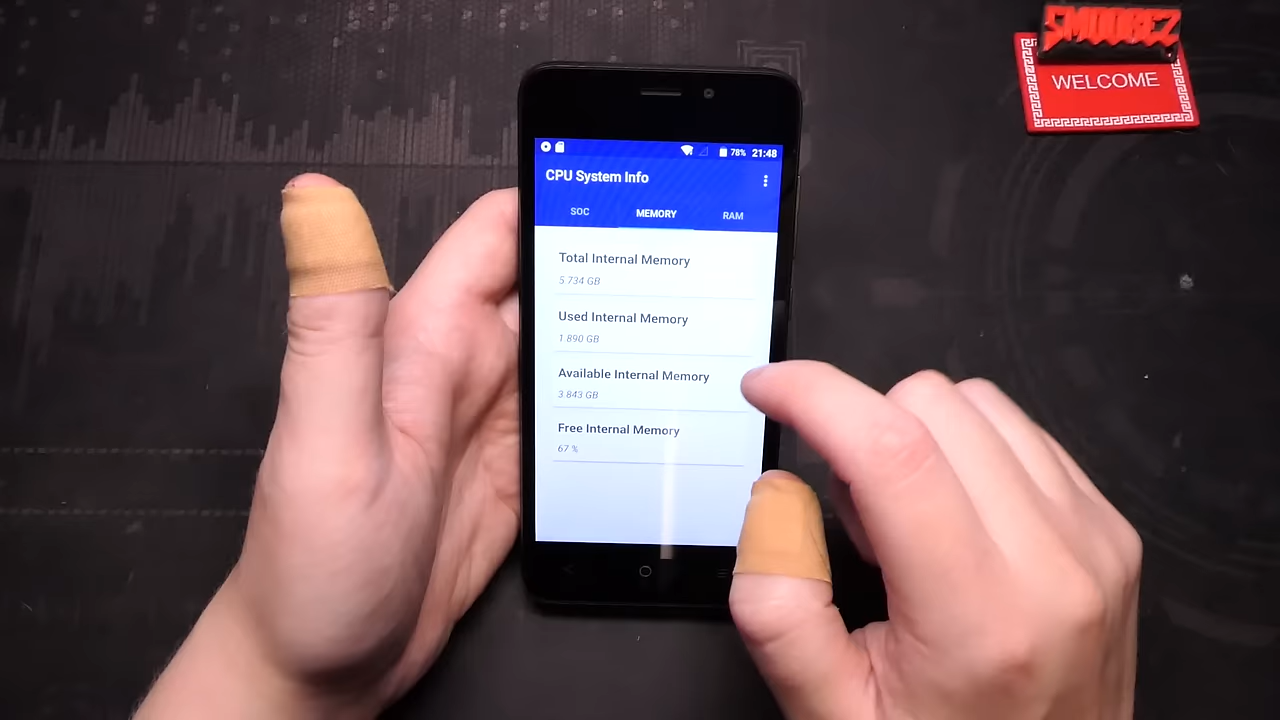 SMOOREZ
WELCOME
78% 21:48
CPU System Info
SOC MEMORY RAM
Total Internal Memory
5 734 GB
Used Internal Memory
1 890 GB
Available Internal Memory
3 843 GB
Free Internal Memory
67 %